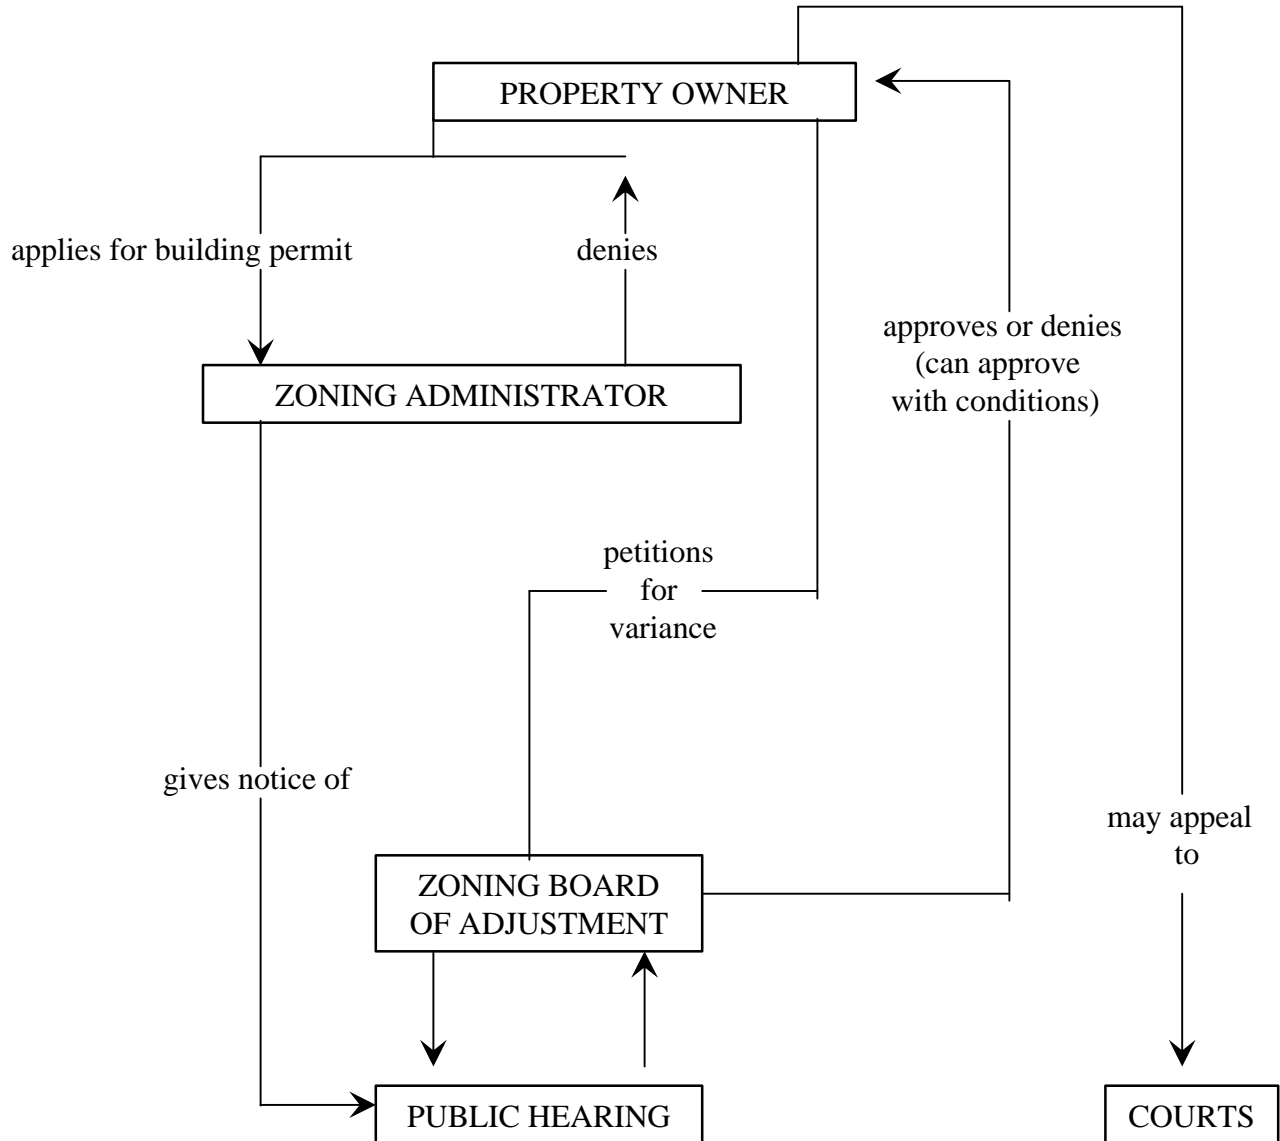 PROPERTY OWNER
applies for building permit
denies
approves or denies
(can approve
with conditions)
ZONING ADMINISTRATOR
petitions
for
variance
gives notice of
may appeal
to
ZONING BOARD
OF ADJUSTMENT
PUBLIC HEARING
COURTS